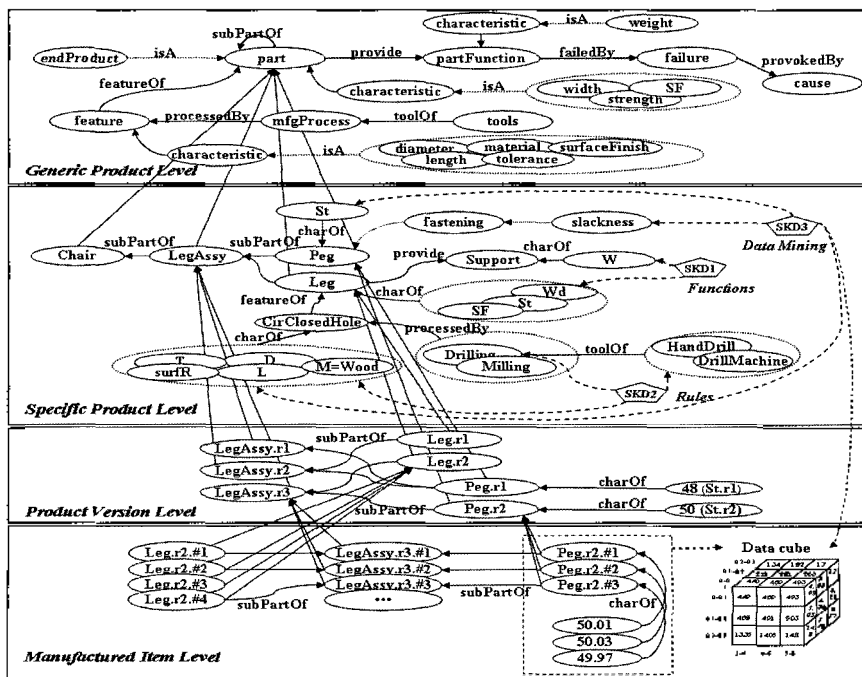 characteristic isA weight
subPartOf
endProduct isA part provide partFunction failedBy failure
provokedBy
featureOf
characteristic isA width SF
strength
cause
feature processedBy mfgProcess toolOf tools
characteristic isA diameter material surfaceFinish
length tolerance
Generic Product Level
St
charOf
fastening slackness SKD3
Data Mining
Chair subPartOf LegAssy subPartOf Peg provide Support charOf W
SKD1
Functions
Leg
featureOf charOf Wd
St
SF
CirClosedHole processedBy
charOf
T D
surfR L M=Wood
Drilling toolOf HandDrill
Milling DrillMachine
SKD2 Rules
Specific Product Level
LegAssy.r1 subPartOf Leg.r1
LegAssy.r2 Leg.r2
LegAssy.r3 Peg.r1 charOf 48 (St.r1)
subPartOf Peg.r2 charOf 50 (St.r2)
Product Version Level
Leg.r2.#1 LegAssy.r3.#1 Peg.r2.#1
Leg.r2.#2 LegAssy.r3.#2 Peg.r2.#2
Leg.r2.#3 LegAssy.r3.#3 Peg.r2.#3
Leg.r2.#4 subPartOf ••• subPartOf
charOf
50.01
50.03
49.97
Data cube
Manufactured Item Level